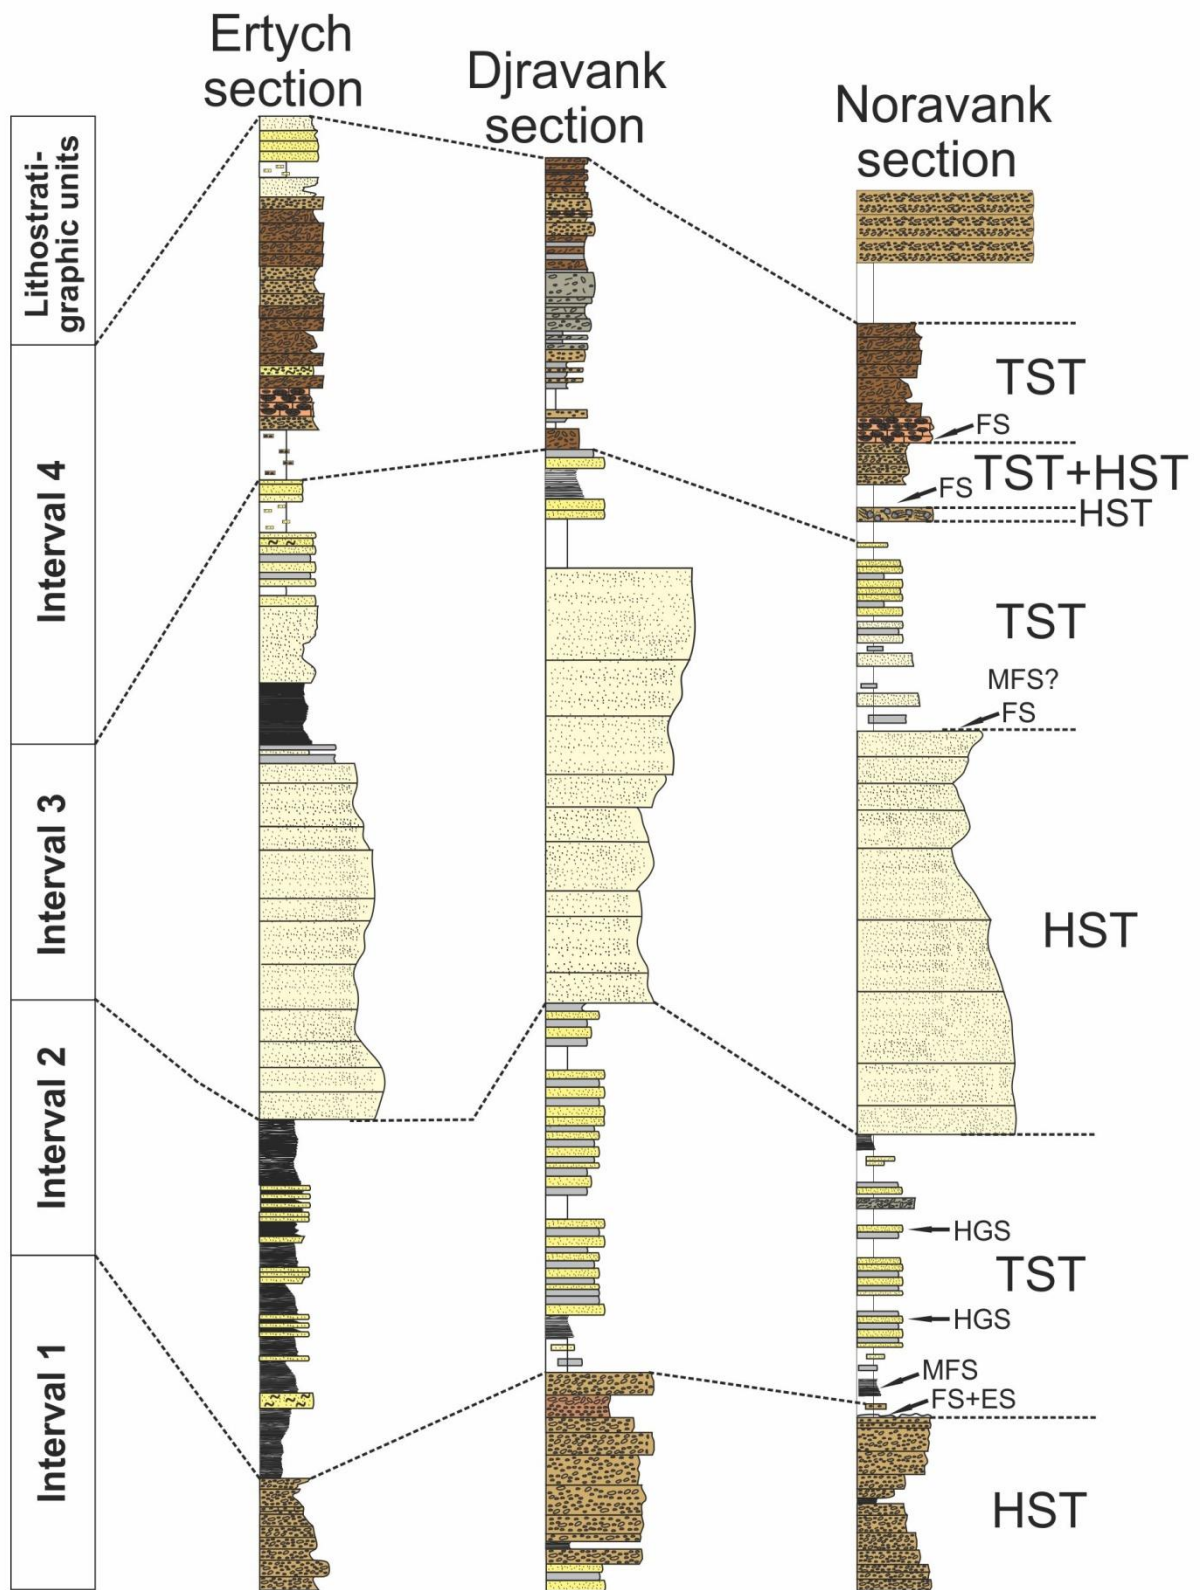 Ertych
section
Djravank
section
Noravank
section
Lithostrati-
graphic units
Interval 4
Interval 3
Interval 2
Interval 1
TST
FS
TST+HST
FS
HST
TST
MFS?
FS
HST
HGS
TST
HGS
MFS
FS+ES
HST